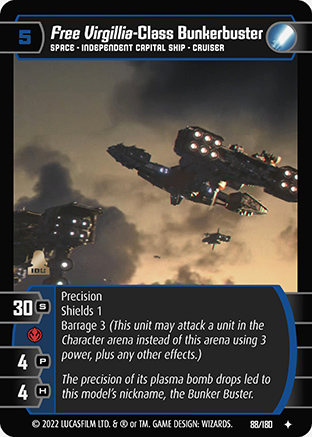 5
Free Virgillia-Class Bunkerbuster
SPACE - INDEPENDENT CAPITAL SHIP - CRUISER
30 S
4 P
4 H
Precision
Shields 1
Barrage 3 (This unit may attack a unit in the
Character arena instead of this arena using 3
power, plus any other effects.)
The precision of its plasma bomb drops led to
this model's nickname, the Bunker Buster.
© 2022 LUCASFILM LTD. & ® or TM. GAME DESIGN: WIZARDS.
88/180